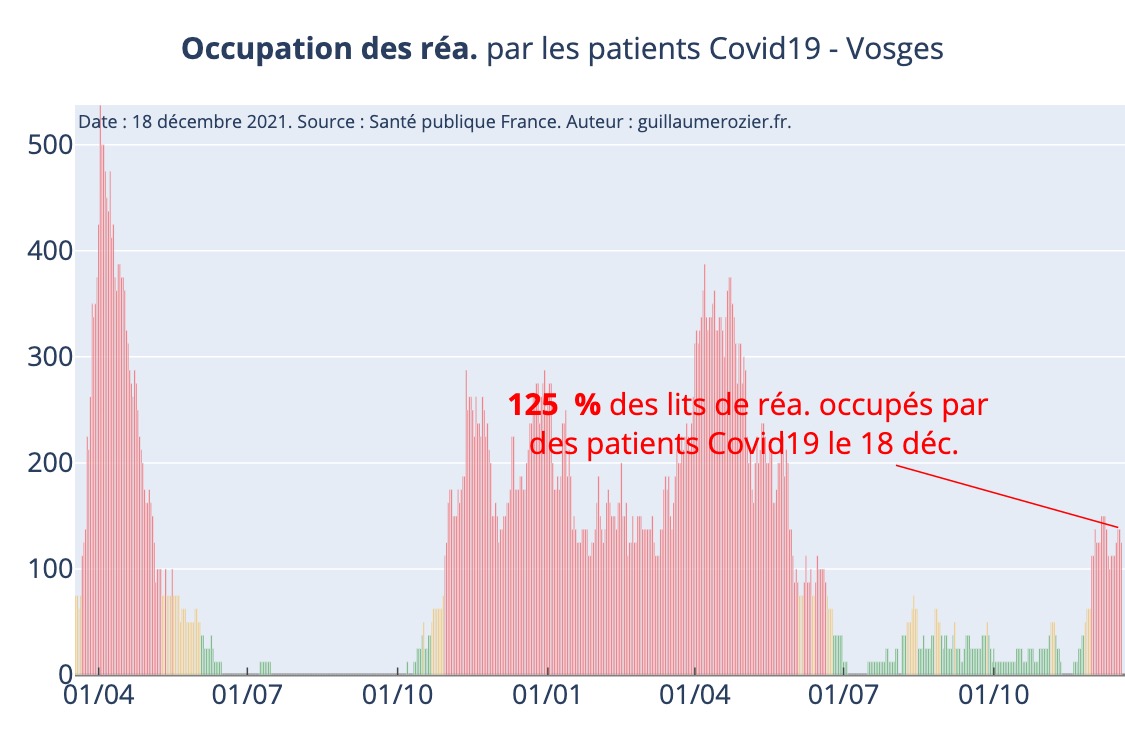 Occupation des réa. par les patients Covid19 - Vosges
Date : 18 décembre 2021. Source : Santé publique France. Auteur : guillaumerozier.fr.
500
400
300
125 % des lits de réa. occupés par
des patients Covid19 le 18 déc.
200
100
0
01/04 01/07 01/10 01/01 01/04 01/07 01/10